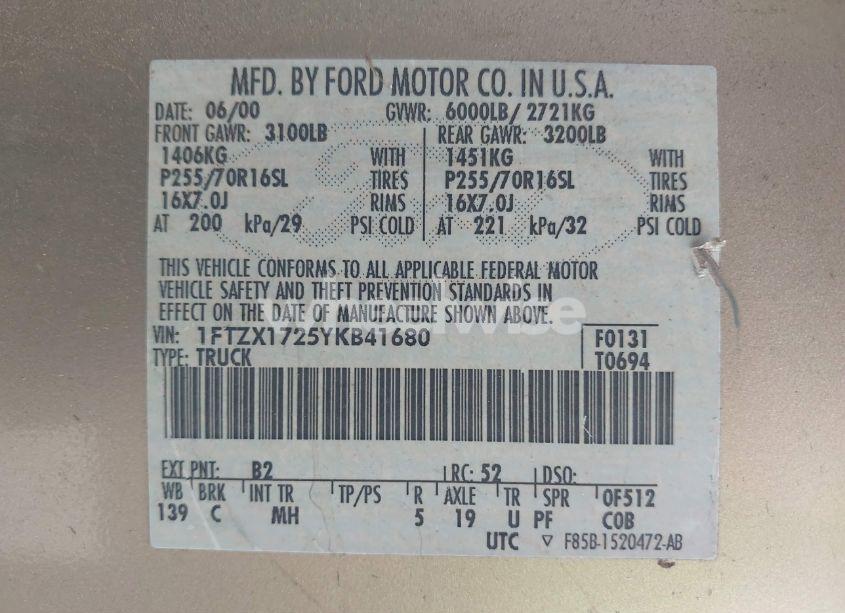 MFD. BY FORD MOTOR CO. IN U.S.A.
DATE: 06/00 GVWR: 6000LB/ 2721KG
FRONT GAWR: 3100LB REAR GAWR: 3200LB
1406KG WITH 1451KG WITH
P255/70R16SL TIRES P255/70R16SL TIRES
16X7.0J RIMS 16X7.0J RIMS
AT 200 kPa/29 PSI COLD AT 221 kPa/32 PSI COLD
THIS VEHICLE CONFORMS TO ALL APPLICABLE FEDERAL MOTOR
VEHICLE SAFETY AND THEFT PREVENTION STANDARDS IN
EFFECT ON THE DATE OF MANUFACTURE SHOWN ABOVE.
VIN: 1FTZX1725YKB41680 F0131
TYPE: TRUCK T0694
EXT PNT: B2 RC: 52 DSO:
WB BRK INT TR TP/PS R AXLE TR SPR 0F512
139 C MH 5 19 U PF COB
UTC ▽ F85B-1520472-AB